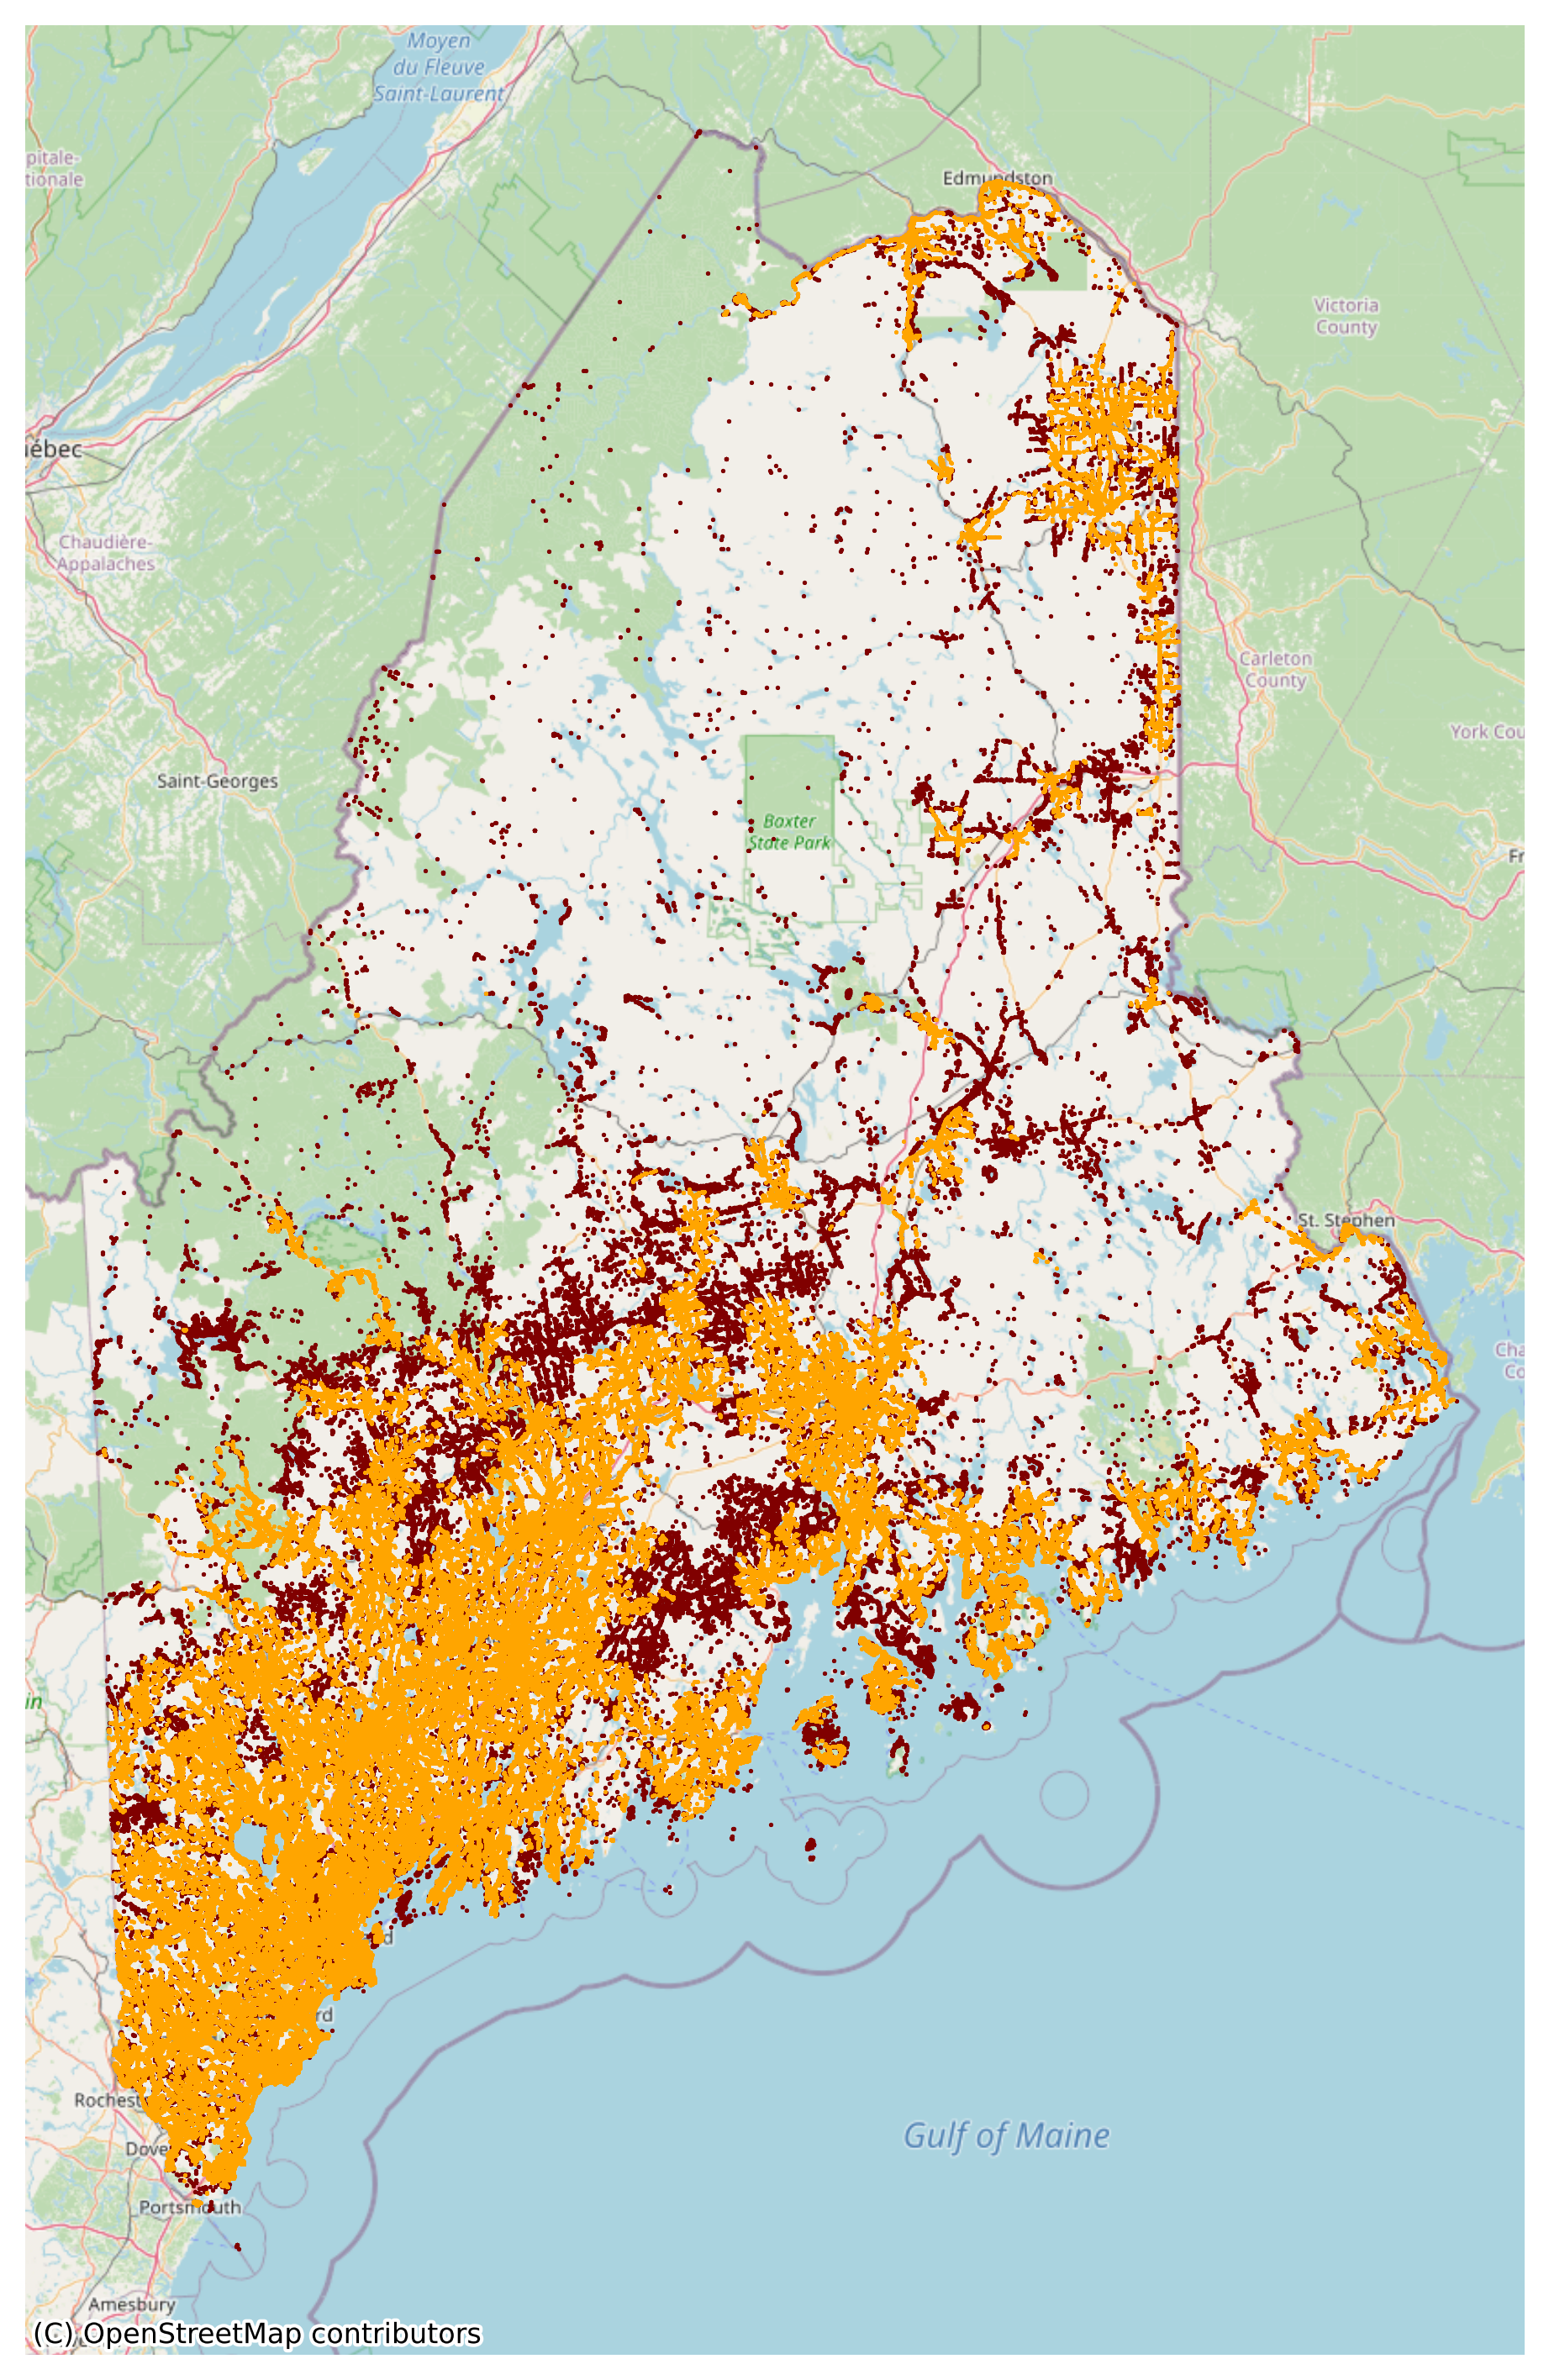 Moyen
du Fleuve
Saint-Laurent
pitale-
tionale
Edmundston
Victoria
County
ébec
Chaudière-
Appalaches
Carleton
County
York Cou
Saint-Georges
Baxter
State Park
Fr
St. Stephen
Cha
Co
in
d
rd
Rochest
Dove
Gulf of Maine
Portsmouth
Amesbury
(C) OpenStreetMap contributors